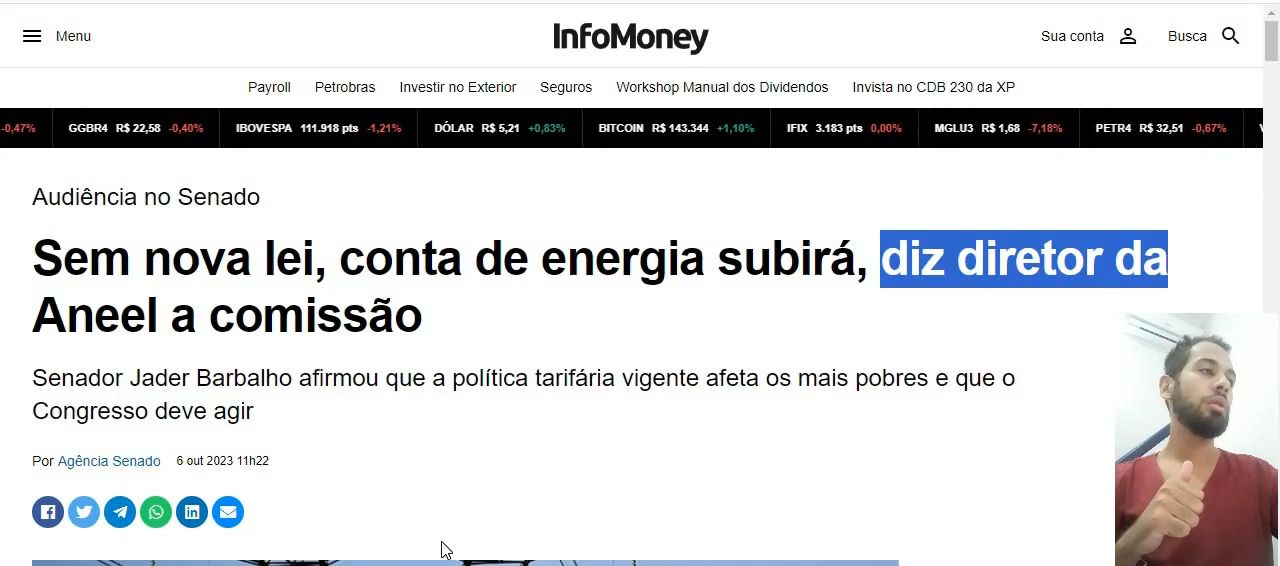 Menu
InfoMoney
Sua conta
Busca
Payroll Petrobras Investir no Exterior Seguros Workshop Manual dos Dividendos Invista no CDB 230 da XP
-0,47% GGBR4 R$ 22,58 -0,40% IBOVESPA 111.918 pts -1,21% DÓLAR R$ 5,21 +0,83% BITCOIN R$ 143.344 +1,10% IFIX 3.183 pts 0,00% MGLU3 R$ 1,68 -7,18% PETR4 R$ 32,51 -0,67%
Audiência no Senado
Sem nova lei, conta de energia subirá, diz diretor da
Aneel a comissão
Senador Jader Barbalho afirmou que a política tarifária vigente afeta os mais pobres e que o
Congresso deve agir
Por Agência Senado 6 out 2023 11h22